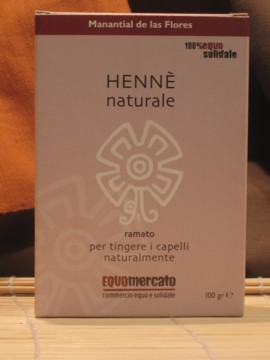 Manantial de las Flores
100% equo
solidale
HENNÈ
naturale
ramato
per tingere i capelli
naturalmente
EQUOmercato
commercio equo e solidale
100 gr e